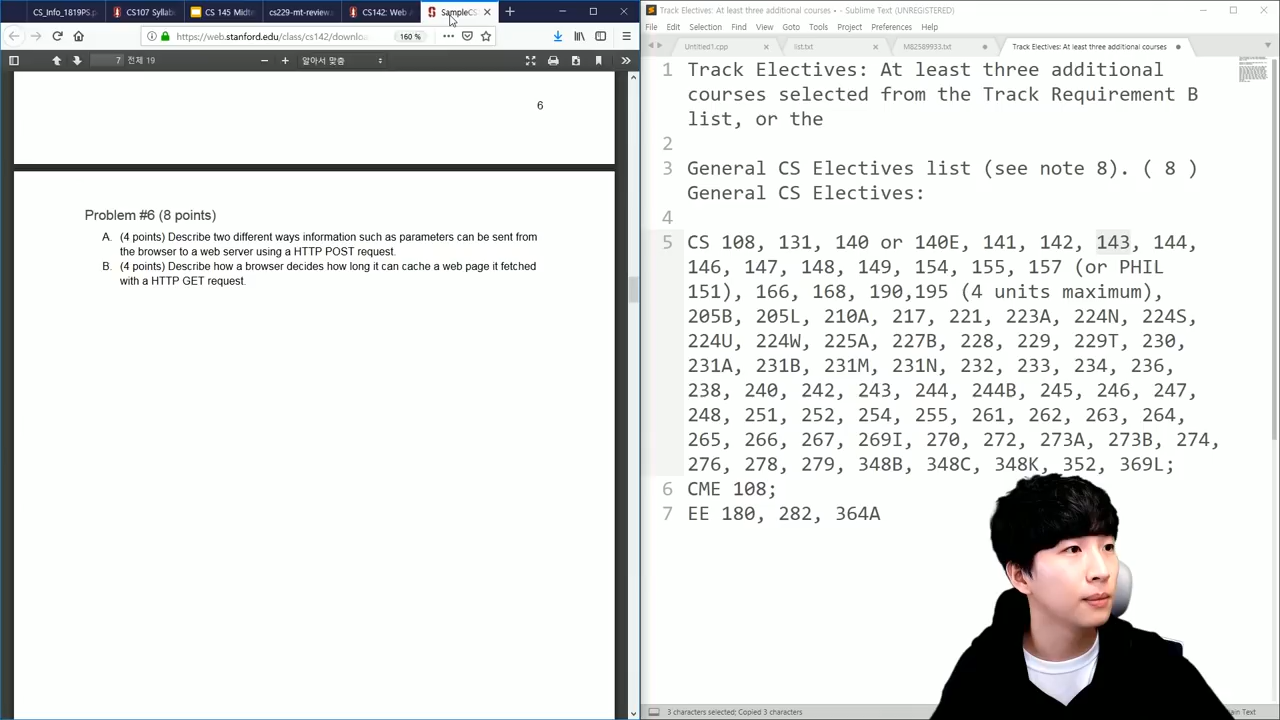 CS_Info_1819PS.p
CS107 Sylla
CS 145 Midt
cs229-mt-review
CS142: Web
SampleCS
https://web.stanford.edu/class/cs142/downlo
160 %
7 전체 19
알아서 맞춤
6
Problem #6 (8 points)
A. (4 points) Describe two different ways information such as parameters can be sent from
the browser to a web server using a HTTP POST request.
B. (4 points) Describe how a browser decides how long it can cache a web page it fetched
with a HTTP GET request.
Track Electives: At least three additional courses • - Sublime Text (UNREGISTERED)
File Edit Selection Find View Goto Tools Project Preferences Help
Untitled1.cpp
list.txt
M82589933.txt
Track Electives: At least three additional courses
1 Track Electives: At least three additional
courses selected from the Track Requirement B
list, or the
2
3 General CS Electives list (see note 8). ( 8 )
General CS Electives:
4
5 CS 108, 131, 140 or 140E, 141, 142, 143, 144,
146, 147, 148, 149, 154, 155, 157 (or PHIL
151), 166, 168, 190,195 (4 units maximum),
205B, 205L, 210A, 217, 221, 223A, 224N, 224S,
224U, 224W, 225A, 227B, 228, 229, 229T, 230,
231A, 231B, 231M, 231N, 232, 233, 234, 236,
238, 240, 242, 243, 244, 244B, 245, 246, 247,
248, 251, 252, 254, 255, 261, 262, 263, 264,
265, 266, 267, 269I, 270, 272, 273A, 273B, 274,
276, 278, 279, 348B, 348C, 348K, 352, 369L;
6 CME 108;
7 EE 180, 282, 364A
3 characters selected; Copied 3 characters
in Text